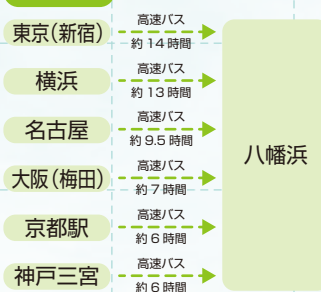 東京(新宿)
高速バス
約14時間
横浜
高速バス
約13時間
名古屋
高速バス
約9.5時間
大阪(梅田)
高速バス
約7時間
京都駅
高速バス
約6時間
神戸三宮
高速バス
約6時間
八幡浜